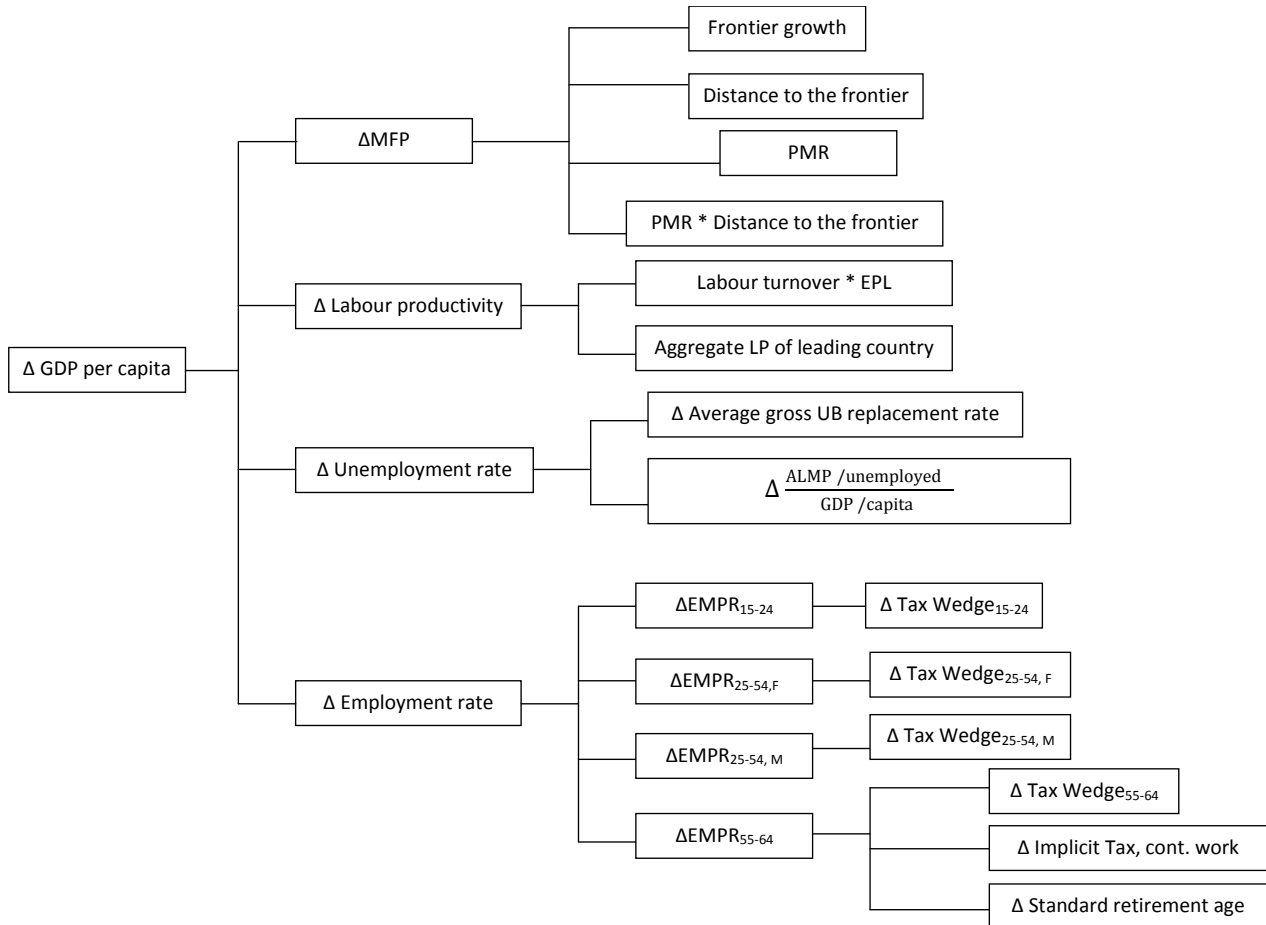 Frontier growth
Distance to the frontier
ΔMFP
PMR
PMR * Distance to the frontier
Labour turnover * EPL
Δ Labour productivity
Aggregate LP of leading country
Δ GDP per capita
Δ Average gross UB replacement rate
Δ Unemployment rate
Δ ALMP /unemployed
GDP /capita
ΔEMPR15-24
Δ Tax Wedge15-24
ΔEMPR25-54,F
Δ Tax Wedge25-54, F
Δ Employment rate
ΔEMPR25-54, M
Δ Tax Wedge25-54, M
Δ Tax Wedge55-64
ΔEMPR55-64
Δ Implicit Tax, cont. work
Δ Standard retirement age